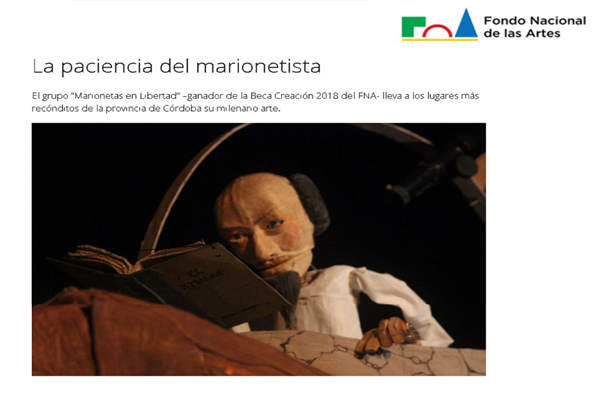 Fondo Nacional
de las Artes
La paciencia del marionetista
El grupo "Marionetas en Libertad" –ganador de la Beca Creación 2018 del FNA- lleva a los lugares más
recónditos de la provincia de Córdoba su milenario arte.
EL